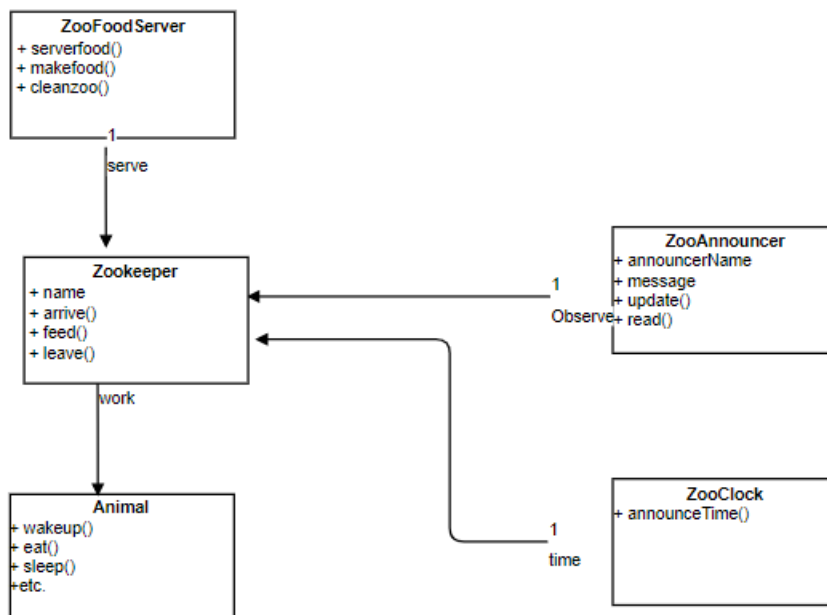 ZooFoodServer
+ serverfood()
+ makefood()
+ cleanzoo()
1
serve
Zookeeper
+ name
+ arrive()
+ feed()
+ leave()
work
Animal
+ wakeup()
+ eat()
+ sleep()
+etc.
ZooAnnouncer
+ announcerName
+ message
+ update()
+ read()
1
Observe
ZooClock
+ announceTime()
1
time